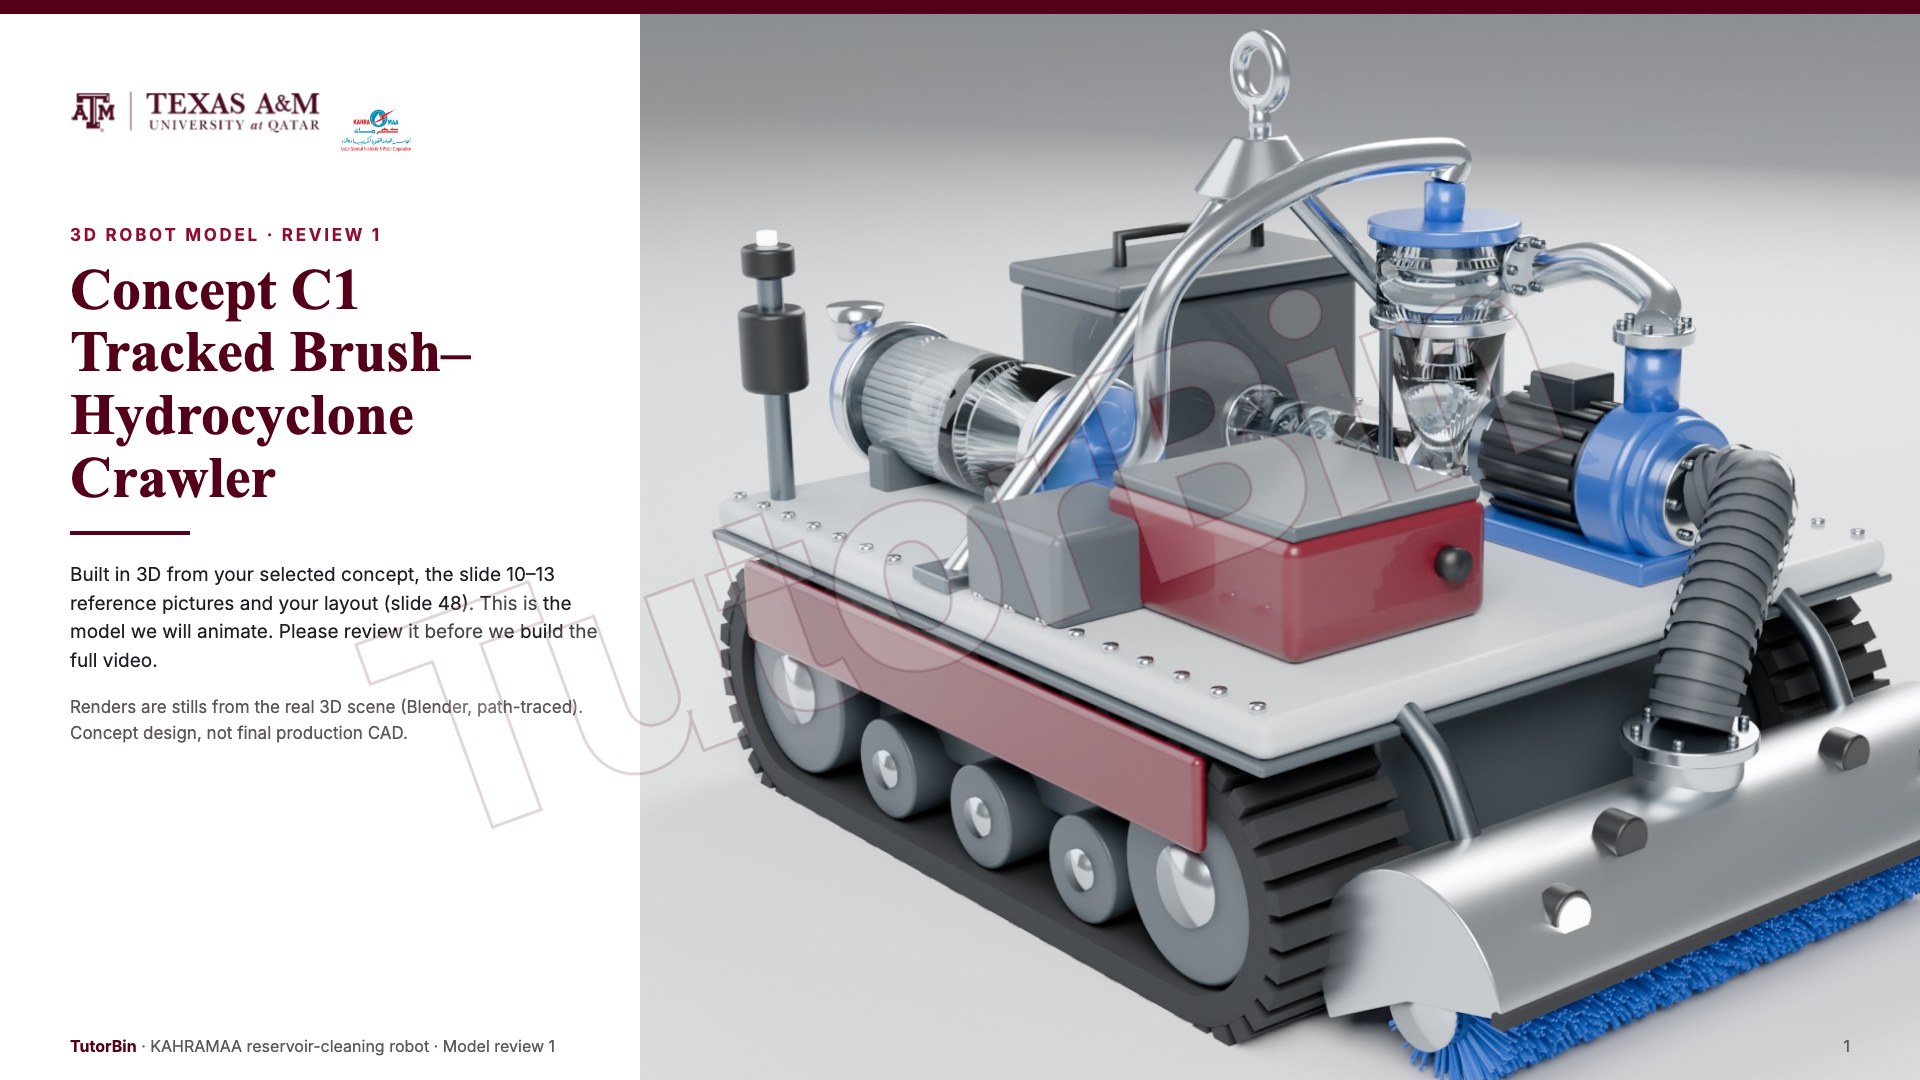 TEXAS A&M
UNIVERSITY at QATAR
KAHRA MAA
3D ROBOT MODEL · REVIEW 1
Concept C1
Tracked Brush–
Hydrocyclone
Crawler
Built in 3D from your selected concept, the slide 10–13
reference pictures and your layout (slide 48). This is the
model we will animate. Please review it before we build the
full video.
Renders are stills from the real 3D scene (Blender, path-traced).
Concept design, not final production CAD.
TutorBin
TutorBin · KAHRAMAA reservoir-cleaning robot · Model review 1
1